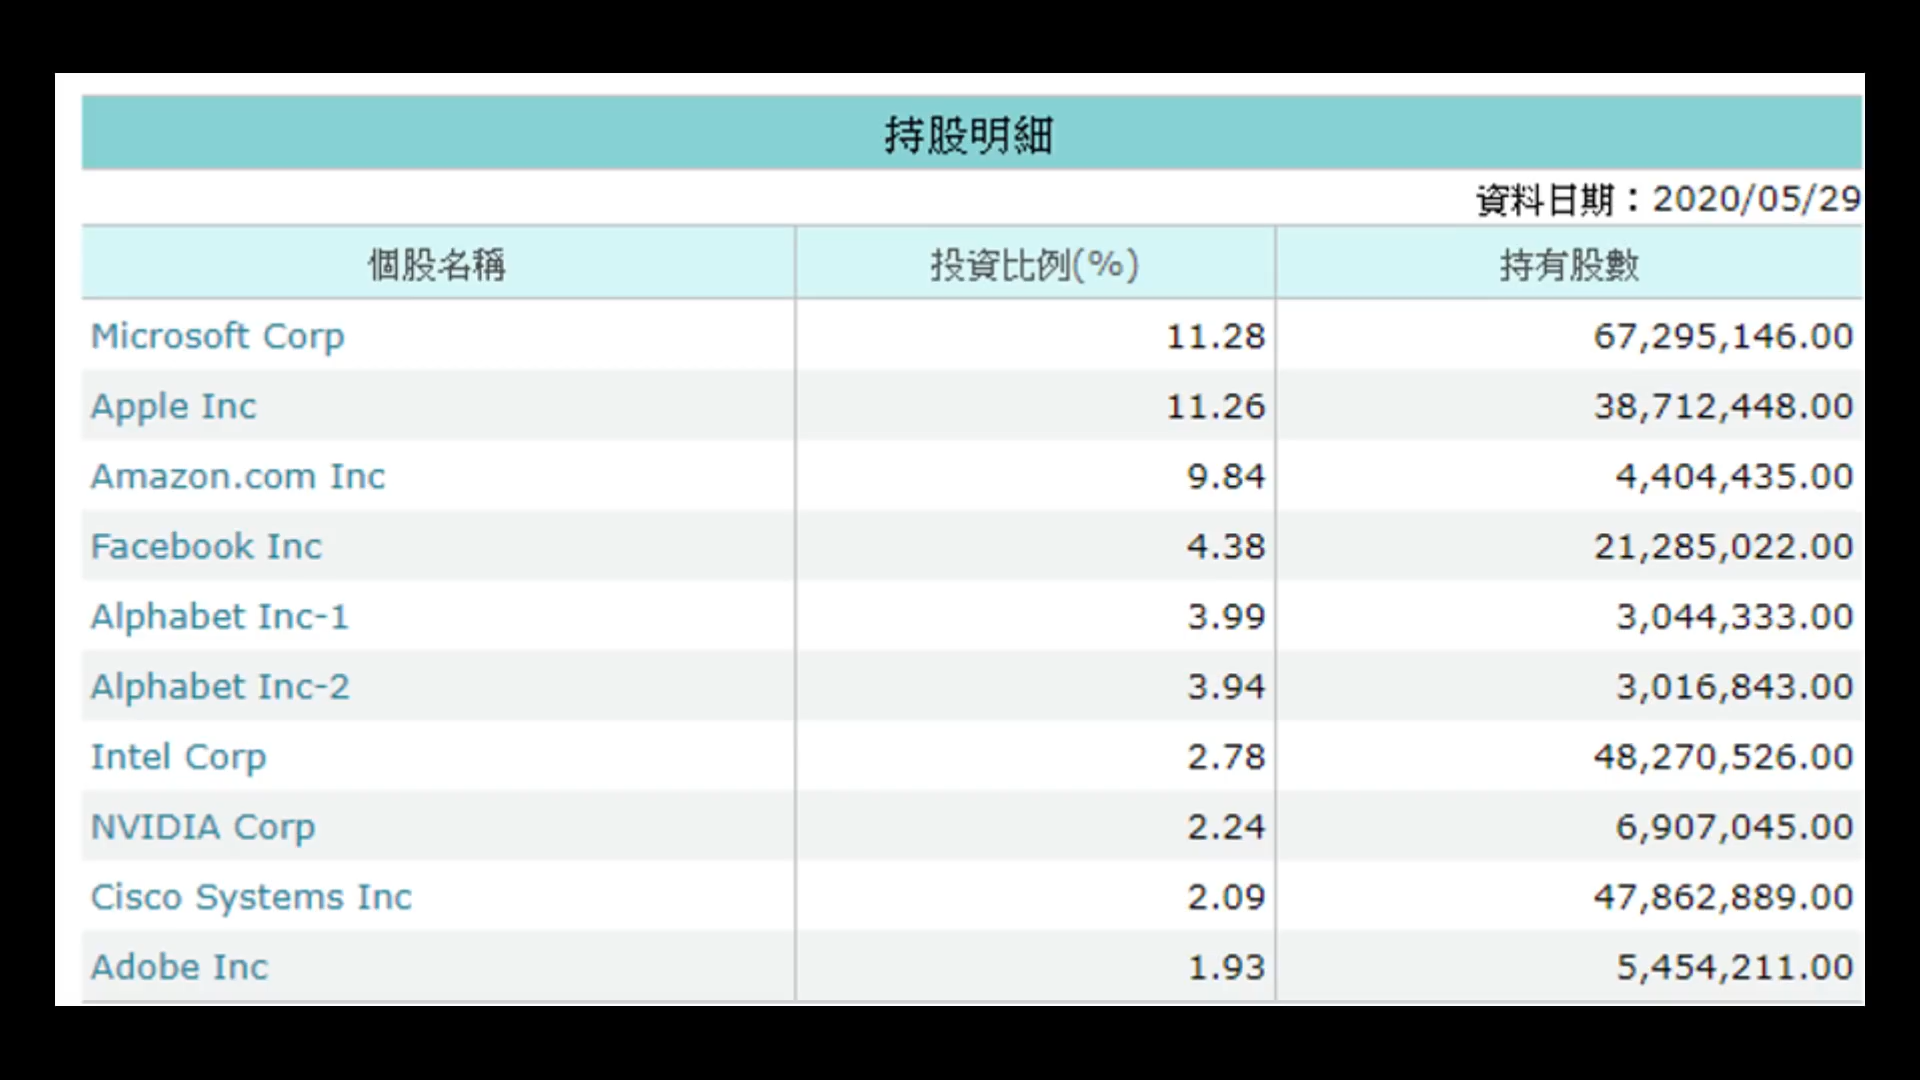 持股明細
資料日期：2020/05/29
個股名稱 投資比例(%) 持有股數
Microsoft Corp 11.28 67,295,146.00
Apple Inc 11.26 38,712,448.00
Amazon.com Inc 9.84 4,404,435.00
Facebook Inc 4.38 21,285,022.00
Alphabet Inc-1 3.99 3,044,333.00
Alphabet Inc-2 3.94 3,016,843.00
Intel Corp 2.78 48,270,526.00
NVIDIA Corp 2.24 6,907,045.00
Cisco Systems Inc 2.09 47,862,889.00
Adobe Inc 1.93 5,454,211.00